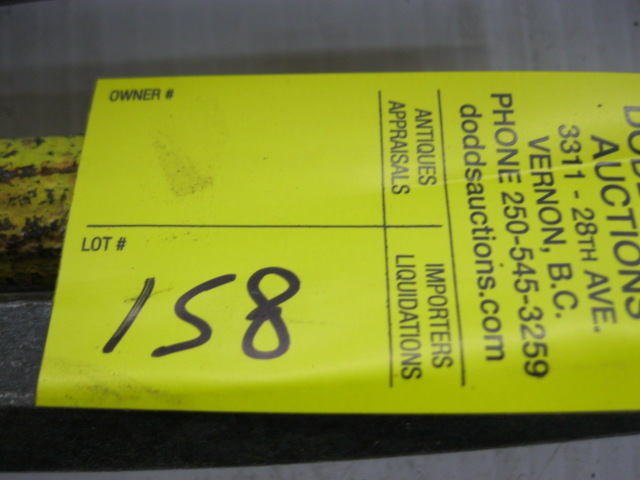 OWNER #
LOT #
158
ANTIQUES
APPRAISALS
IMPORTERS
LIQUIDATIONS
AUCTIONS
3311 - 28TH AVE.
VERNON, B.C.
PHONE 250-545-3259
doddsauctions.com